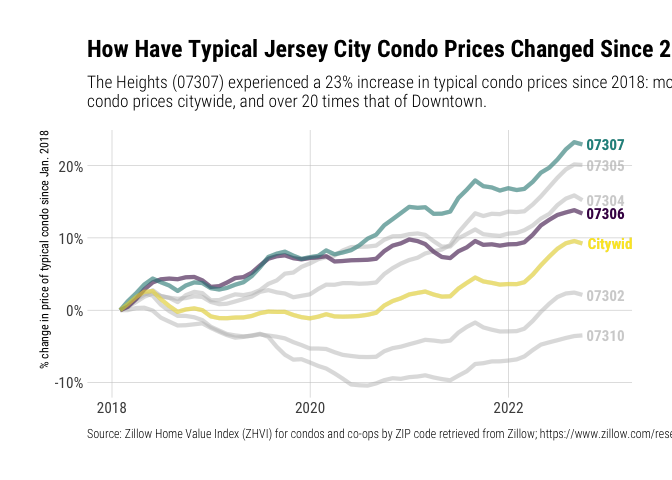 How Have Typical Jersey City Condo Prices Changed Since 2
The Heights (07307) experienced a 23% increase in typical condo prices since 2018: mo
condo prices citywide, and over 20 times that of Downtown.
% change in price of typical condo since Jan. 2018
20%
10%
0%
-10%
07307
07305
07304
07306
Citywid
07302
07310
2018
2020
2022
Source: Zillow Home Value Index (ZHVI) for condos and co-ops by ZIP code retrieved from Zillow; https://www.zillow.com/rese